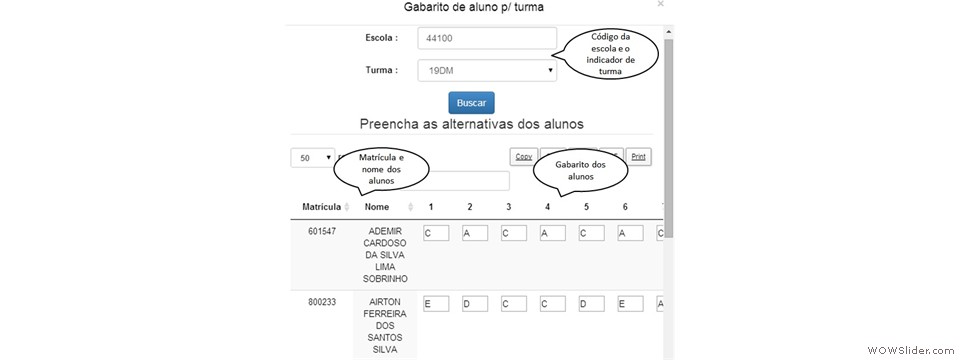 Gabarito de aluno p/ turma
×
Escola :
44100
Código da
escola e o
indicador de
turma
Turma :
19DM
Buscar
Preencha as alternativas dos alunos
50
Matrícula e
nome dos
alunos
Copy
Print
Gabarito dos
alunos
Matrícula Nome 1 2 3 4 5 6
601547
ADEMIR
CARDOSO
DA SILVA
LIMA
SOBRINHO
C A C A C A C
800233
AIRTON
FERREIRA
DOS
SANTOS
SILVA
E D C C D E A
WOWSlider.com